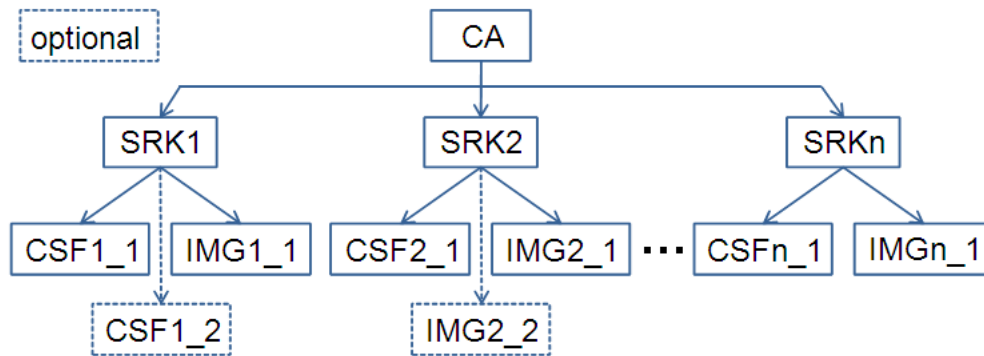 optional
CA
SRK1
SRK2
SRKn
CSF1_1
IMG1_1
CSF2_1
IMG2_1
...
CSFn_1
IMGn_1
CSF1_2
IMG2_2